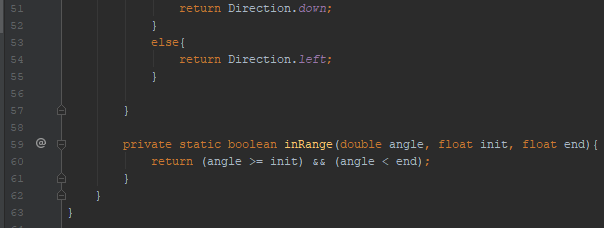 51 return Direction.down;
52 }
53 else{
54 return Direction.left;
55 }
56
57 }
58
59 @ private static boolean inRange(double angle, float init, float end){
60 return (angle >= init) && (angle < end);
61 }
62 }
63 }